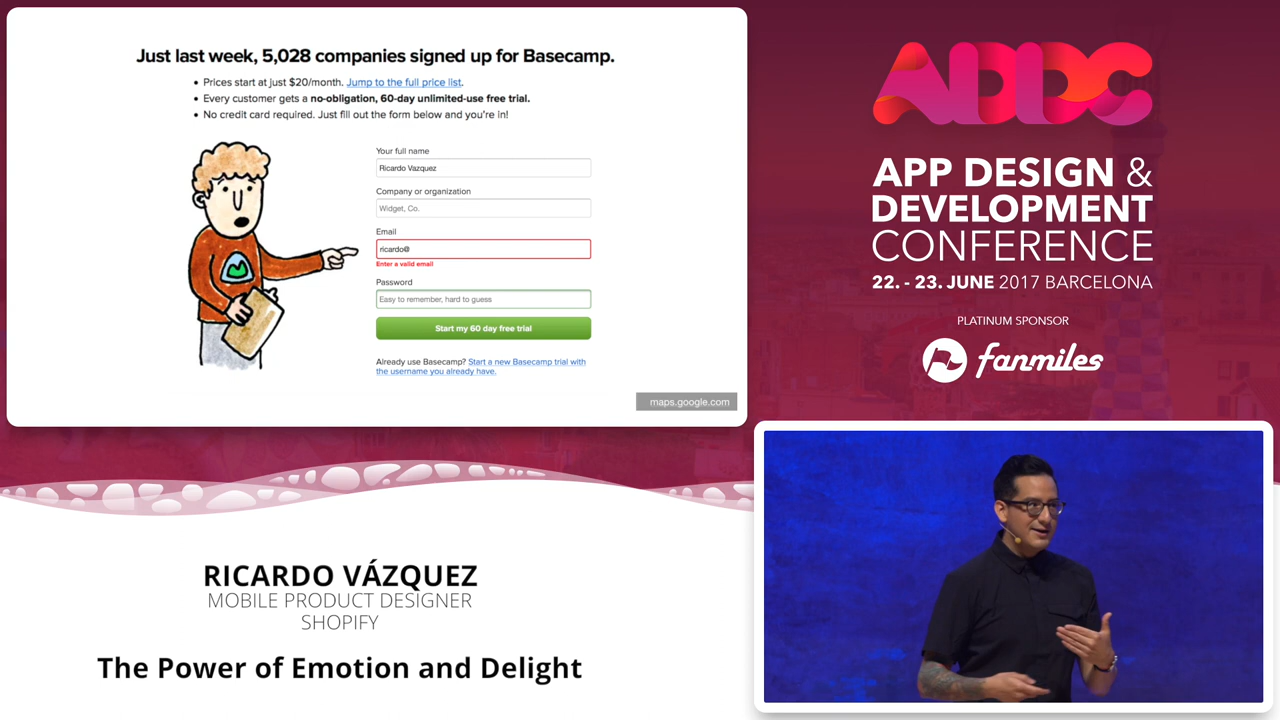 Just last week, 5,028 companies signed up for Basecamp.
• Prices start at just $20/month. Jump to the full price list.
• Every customer gets a no-obligation, 60-day unlimited-use free trial.
• No credit card required. Just fill out the form below and you're in!
Your full name
Ricardo Vazquez
Company or organization
Widget, Co.
Email
ricardo@
Enter a valid email
Password
Easy to remember, hard to guess
Start my 60 day free trial
Already use Basecamp? Start a new Basecamp trial with
the username you already have.
maps.google.com
ADDC
APP DESIGN &
DEVELOPMENT
CONFERENCE
22. - 23. JUNE 2017 BARCELONA
PLATINUM SPONSOR
fanmiles
RICARDO VÁZQUEZ
MOBILE PRODUCT DESIGNER
SHOPIFY
The Power of Emotion and Delight